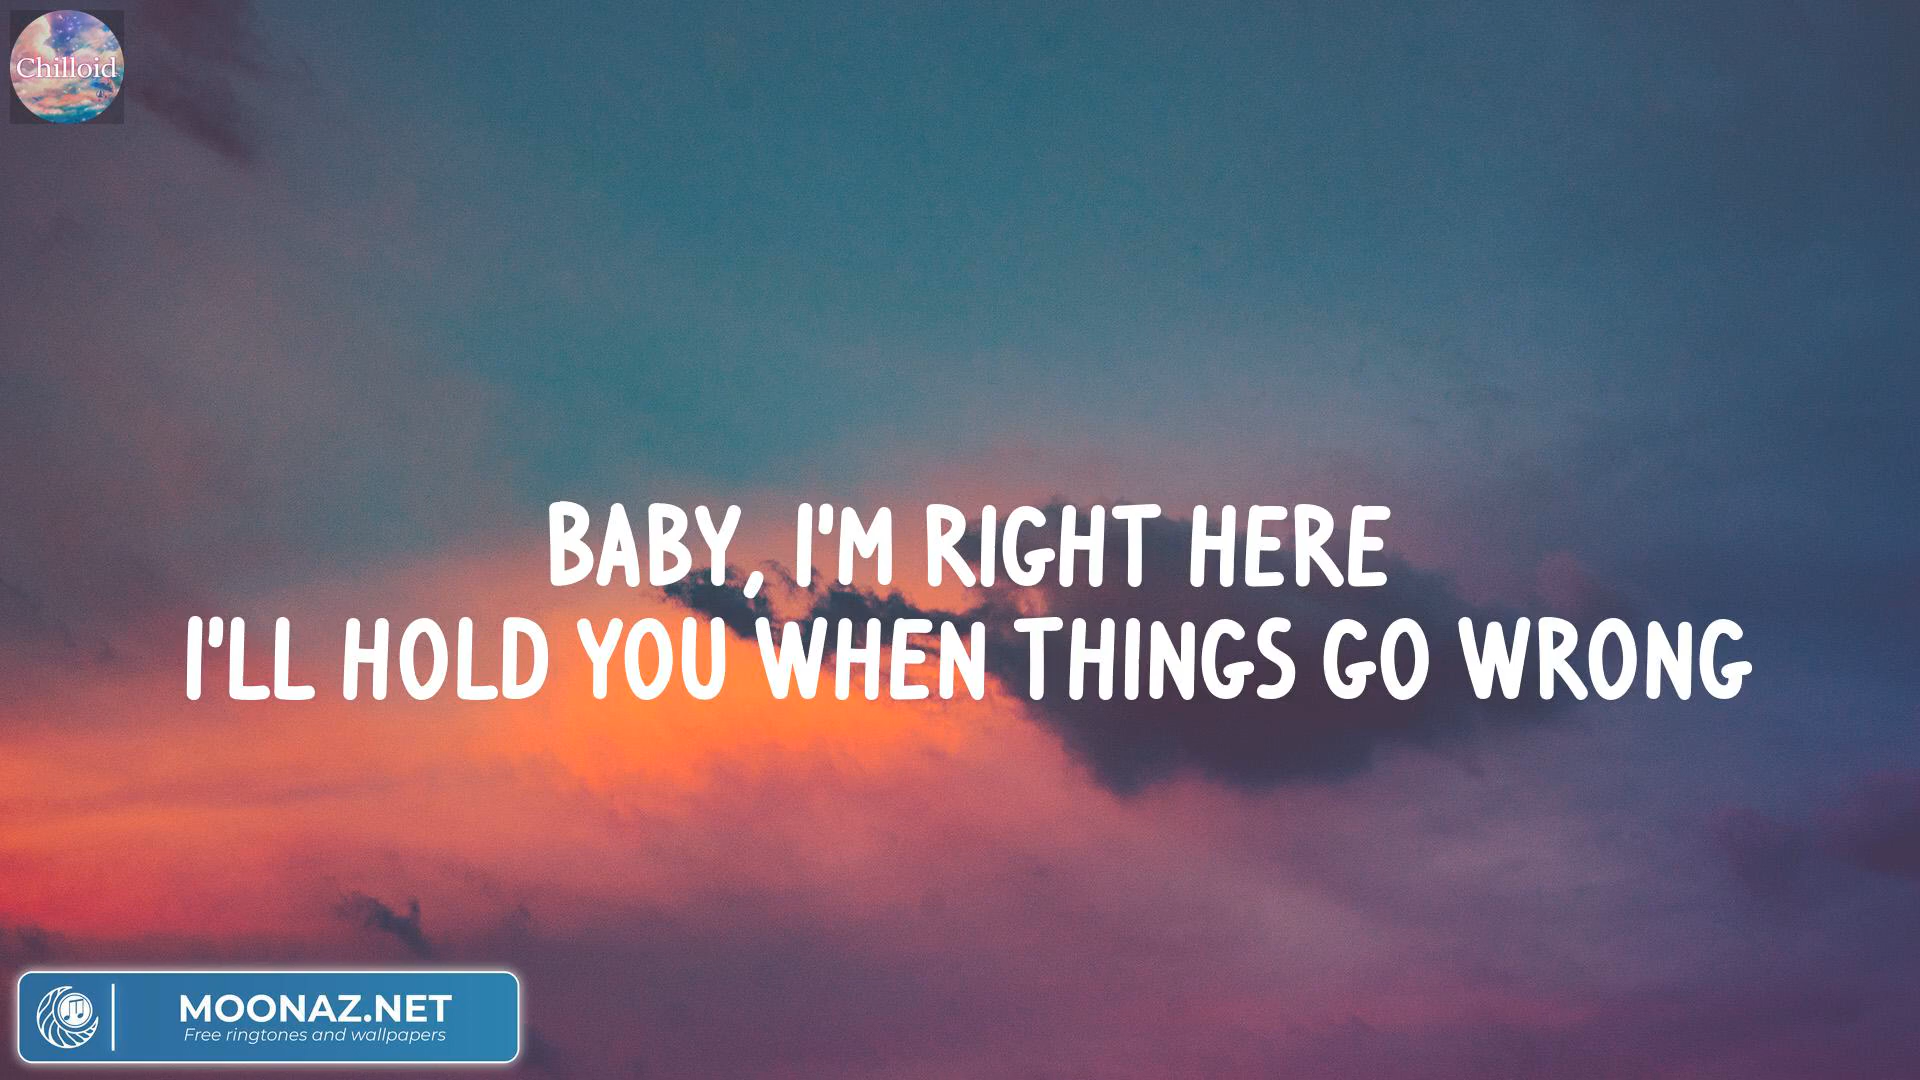 Chilloid
BABY, I'M RIGHT HERE
I'LL HOLD YOU WHEN THINGS GO WRONG
MOONAZ.NET
Free ringtones and wallpapers